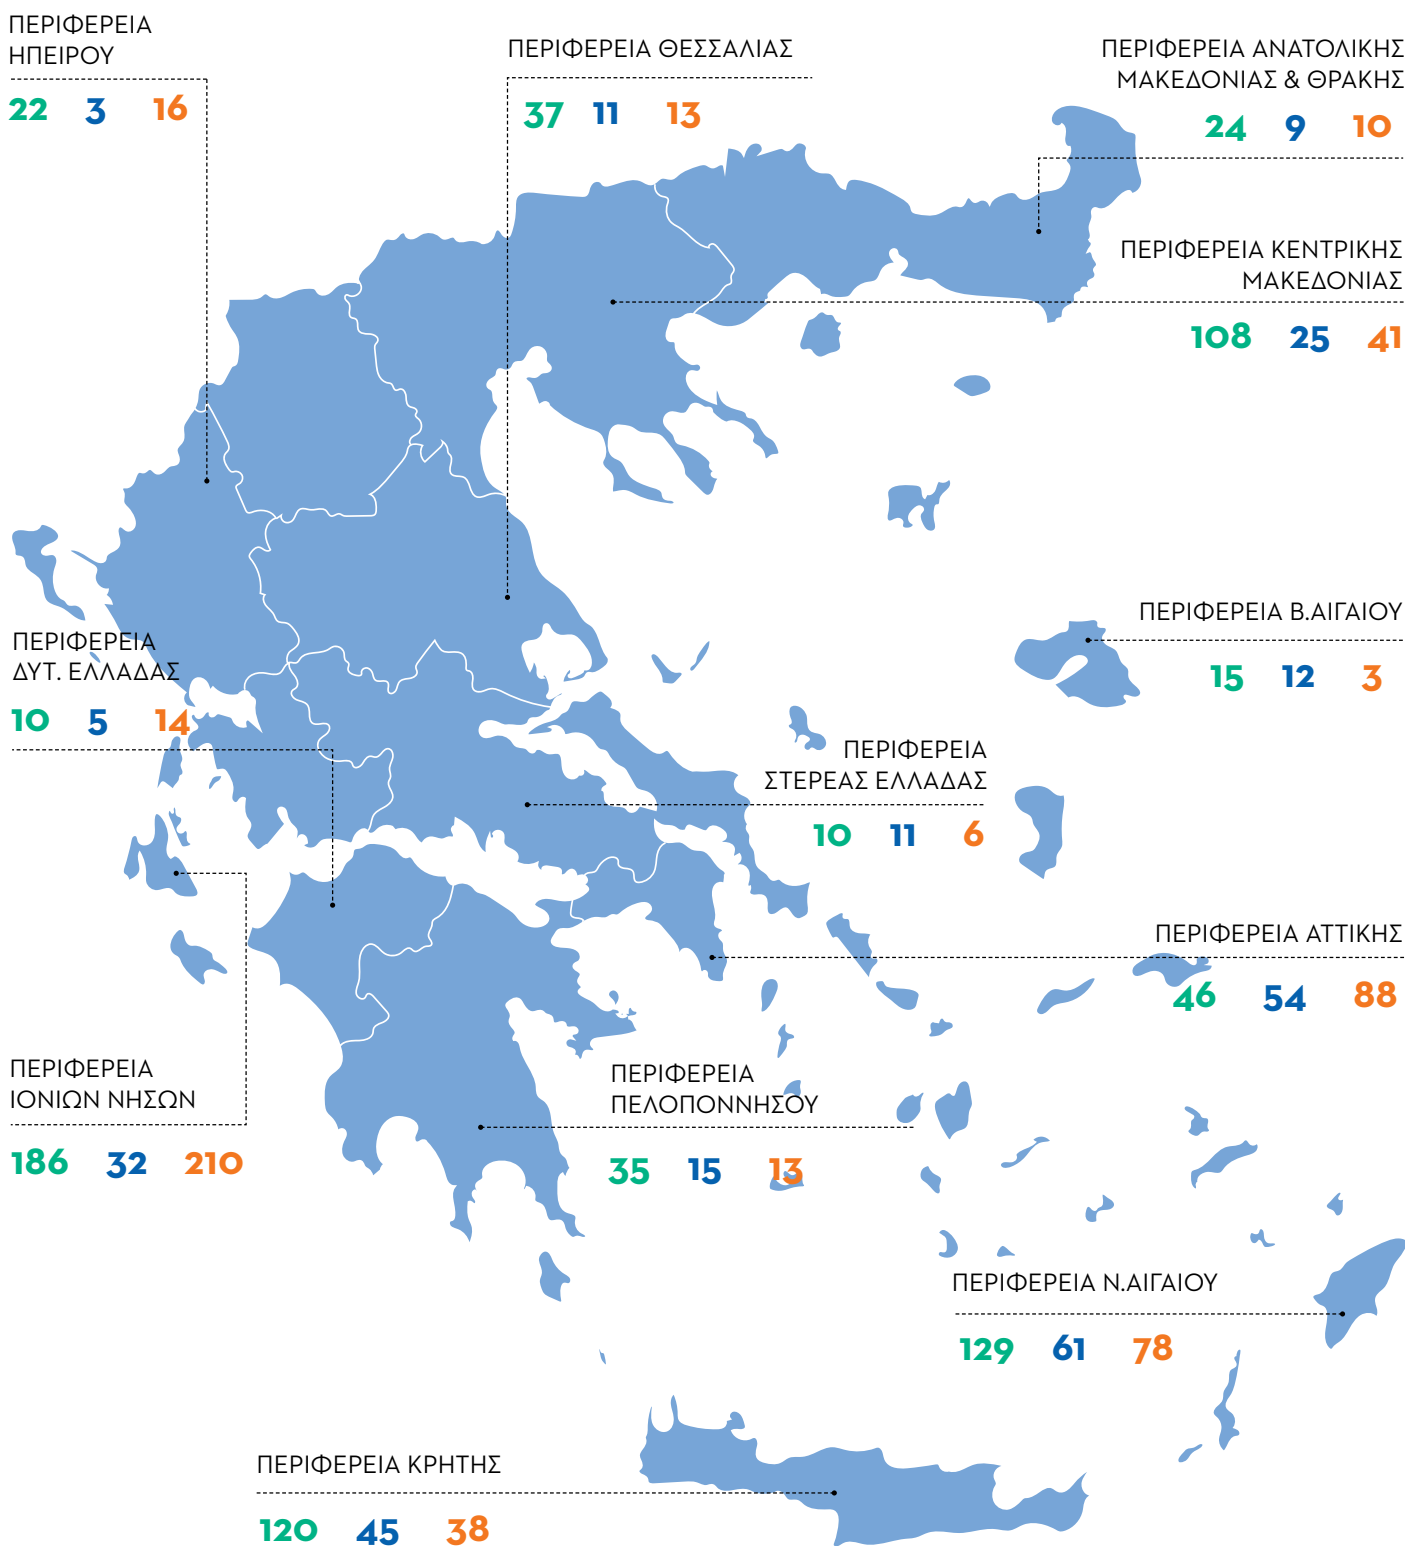 ΠΕΡΙΦΕΡΕΙΑ
ΗΠΕΙΡΟΥ
22 3 16
ΠΕΡΙΦΕΡΕΙΑ ΘΕΣΣΑΛΙΑΣ
37 11 13
ΠΕΡΙΦΕΡΕΙΑ ΑΝΑΤΟΛΙΚΗΣ
ΜΑΚΕΔΟΝΙΑΣ & ΘΡΑΚΗΣ
24 9 10
ΠΕΡΙΦΕΡΕΙΑ ΚΕΝΤΡΙΚΗΣ
ΜΑΚΕΔΟΝΙΑΣ
108 25 41
ΠΕΡΙΦΕΡΕΙΑ Β.ΑΙΓΑΙΟΥ
15 12 3
ΠΕΡΙΦΕΡΕΙΑ
ΔΥΤ. ΕΛΛΑΔΑΣ
10 5 14
ΠΕΡΙΦΕΡΕΙΑ
ΣΤΕΡΕΑΣ ΕΛΛΑΔΑΣ
10 11 6
ΠΕΡΙΦΕΡΕΙΑ ΑΤΤΙΚΗΣ
46 54 88
ΠΕΡΙΦΕΡΕΙΑ
ΙΟΝΙΩΝ ΝΗΣΩΝ
186 32 210
ΠΕΡΙΦΕΡΕΙΑ
ΠΕΛΟΠΟΝΝΗΣΟΥ
35 15 13
ΠΕΡΙΦΕΡΕΙΑ Ν.ΑΙΓΑΙΟΥ
129 61 78
ΠΕΡΙΦΕΡΕΙΑ ΚΡΗΤΗΣ
120 45 38